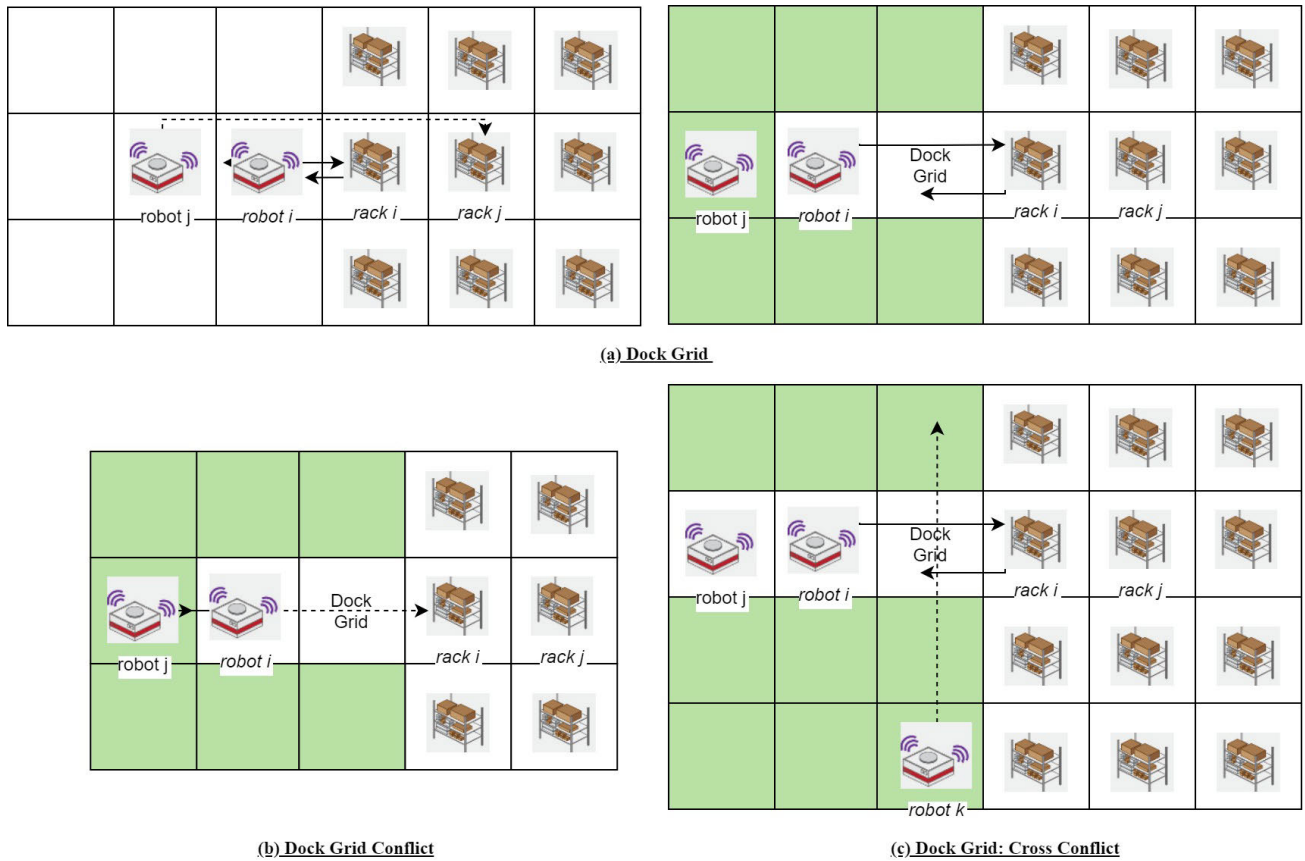 robot j
robot i
rack i
rack j
Dock
Grid
robot j
robot i
rack i
rack j
(a) Dock Grid
Dock
Grid
robot j
robot i
rack i
rack j
Dock
Grid
robot j
robot i
rack i
rack j
robot k
(b) Dock Grid Conflict
(c) Dock Grid: Cross Conflict